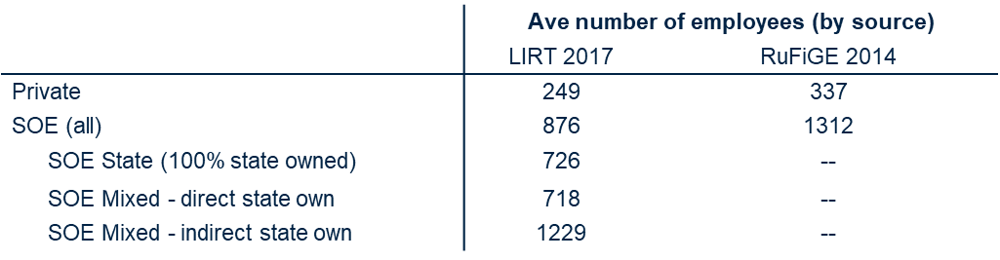 Ave number of employees (by source)
LIRT 2017 RuFiGE 2014
Private 249 337
SOE (all) 876 1312
SOE State (100% state owned) 726 --
SOE Mixed - direct state own 718 --
SOE Mixed - indirect state own 1229 --